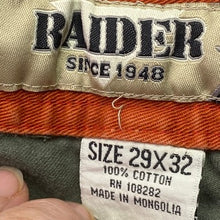 RAIDER
SINCE 1948
SIZE 29X32
100% COTTON
RN 108282
MADE IN MONGOLIA